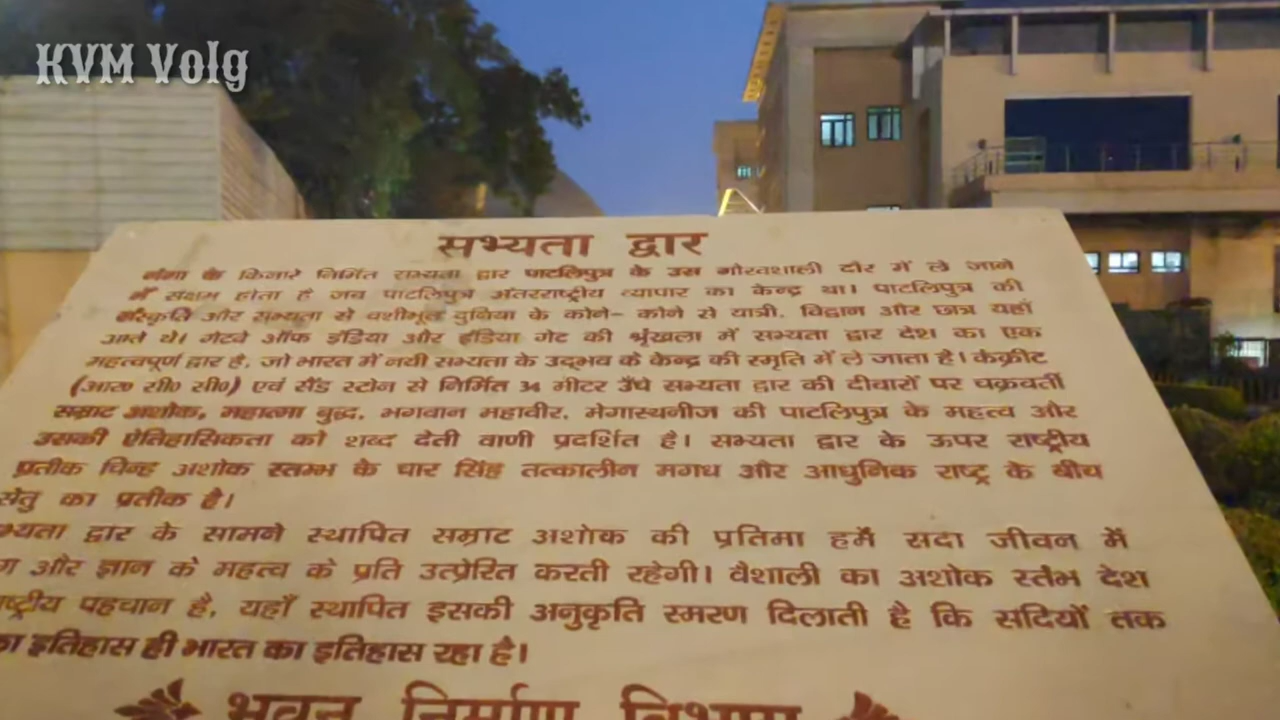 KVM Volg
सभ्यता द्वार
गंगा के किनारे निर्मित सभ्यता द्वार पाटलिपुत्र के उस गौरवशाली दौर में ले जाने
में सक्षम होता है जब पाटलिपुत्र अंतरराष्ट्रीय व्यापार का केन्द्र था। पाटलिपुत्र की
संस्कृति और सभ्यता से वशीभूत दुनिया के कोने- कोने से यात्री, विद्वान और छात्र यहाँ
आते थे। गेटवे ऑफ इंडिया और इंडिया गेट की श्रृंखला में सभ्यता द्वार देश का एक
महत्वपूर्ण द्वार है, जो भारत में नयी सभ्यता के उद्भव के केन्द्र की स्मृति में ले जाता है। कंक्रीट
(आर० सी० सी०) एवं सैंड स्टोन से निर्मित ३४ मीटर उँचे सभ्यता द्वार की दीवारों पर चक्रवर्ती
सम्राट अशोक, महात्मा बुद्ध, भगवान महावीर, मेगास्थनीज की पाटलिपुत्र के महत्व और
उसकी ऐतिहासिकता को शब्द देती वाणी प्रदर्शित है। सभ्यता द्वार के ऊपर राष्ट्रीय
प्रतीक चिन्ह अशोक स्तम्भ के चार सिंह तत्कालीन मगध और आधुनिक राष्ट्र के बीच
सेतु का प्रतीक है।
भ्यता द्वार के सामने स्थापित सम्राट अशोक की प्रतिमा हमें सदा जीवन में
और ज्ञान के महत्व के प्रति उत्प्रेरित करती रहेगी। वैशाली का अशोक स्तंभ देश
ष्ट्रीय पहचान है, यहाँ स्थापित इसकी अनुकृति स्मरण दिलाती है कि सदियों तक
का इतिहास ही भारत का इतिहास रहा है।
भवन निर्माण विभाग